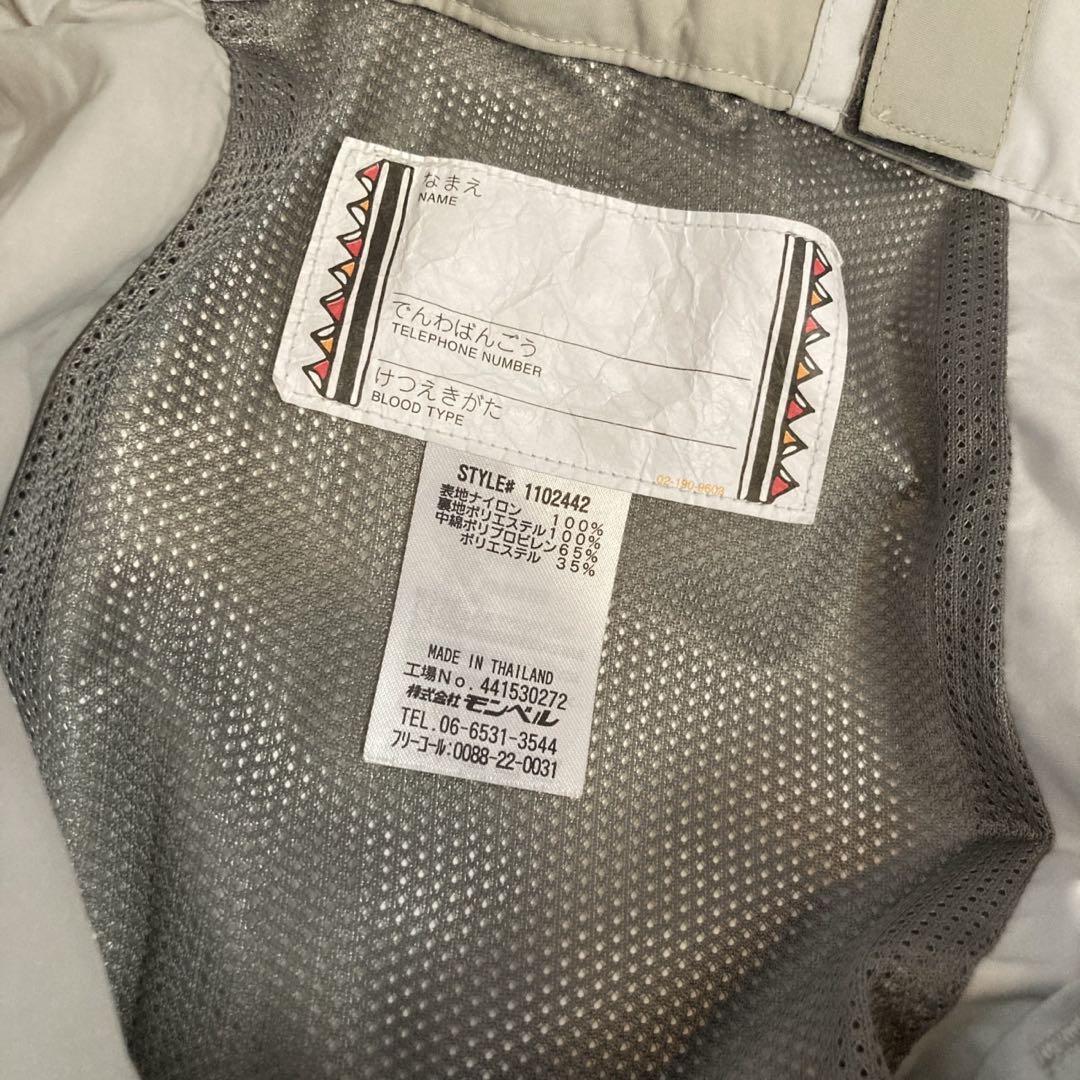 なまえ
NAME
でんわばんごう
TELEPHONE NUMBER
けつえきがた
BLOOD TYPE
02-190-9603
STYLE# 1102442
表地ナイロン 100%
裏地ポリエステル100%
中綿ポリプロピレン65%
ポリエステル 35%
MADE IN THAILAND
工場No.441530272
株式会社 モンベル
TEL.06-6531-3544
フリーコール:0088-22-0031